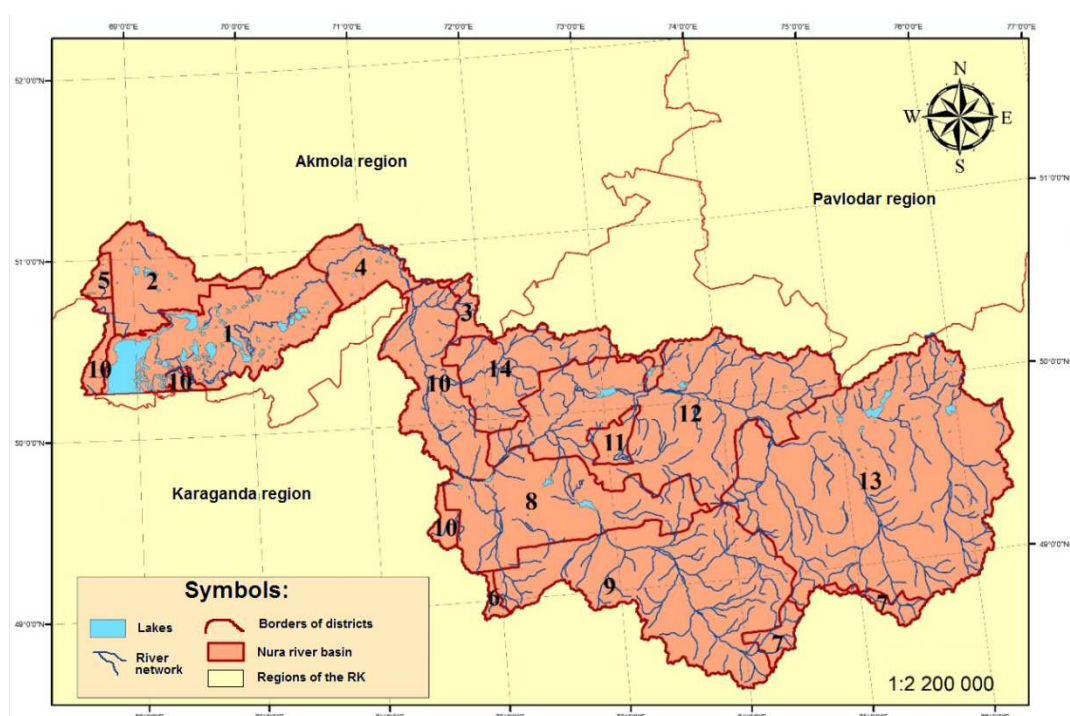 69°0'0"E 70°0'0"E 71°0'0"E 72°0'0"E 73°0'0"E 74°0'0"E 75°0'0"E 76°0'0"E 77°0'0"E
52°0'0"N
N
W E
S
Akmola region
51°0'0"N
Pavlodar region
51°0'0"N
5 2 4
3
1
50°0'0"N
10 10 10 14
12
11
50°0'0"N
13
Karaganda region
8
10
49°0'0"N
9
6
7
7
49°0'0"N
Symbols:
Lakes
Borders of districts
River
network
Nura river basin
Regions of the RK
1:2 200 000